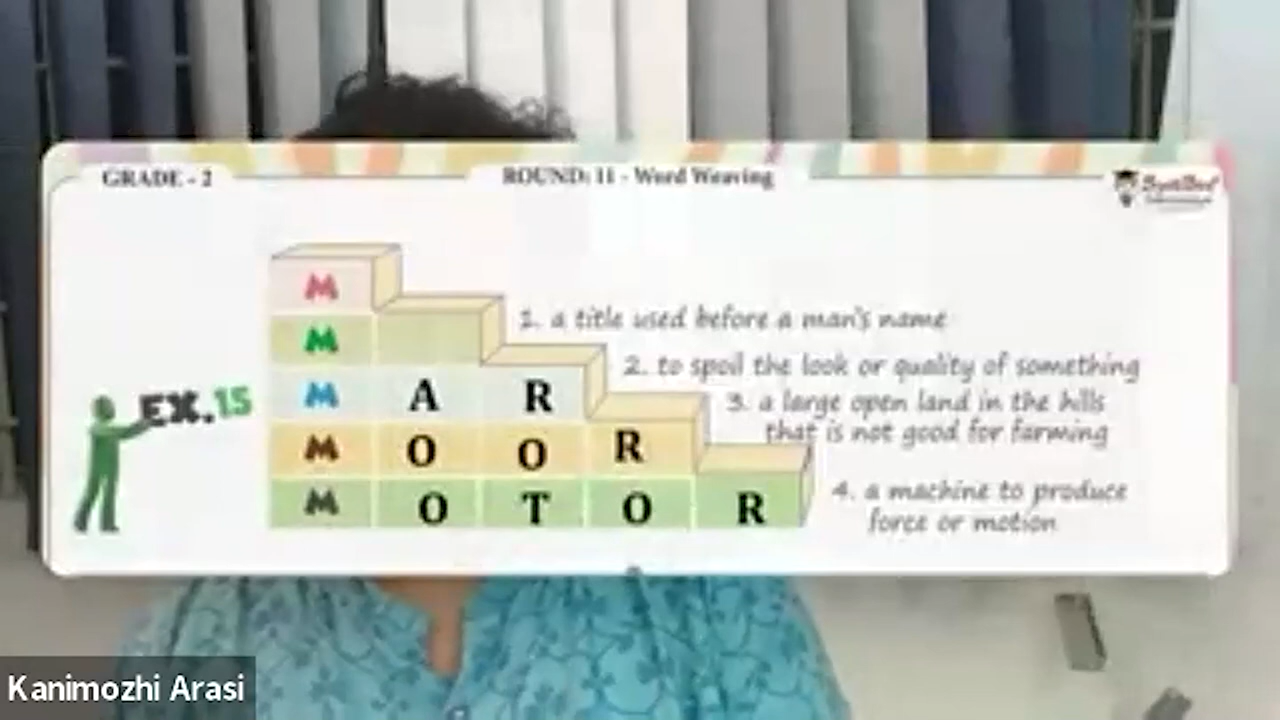 GRADE - 2
ROUND: 11 - Word Weaving
M
M
1. a title used before a man's name
M A R
2. to spoil the look or quality of something
M O O R
3. a large open land in the hills
that is not good for farming
M O T O R
4. a machine to produce
force or motion
EX.15
Kanimozhi Arasi